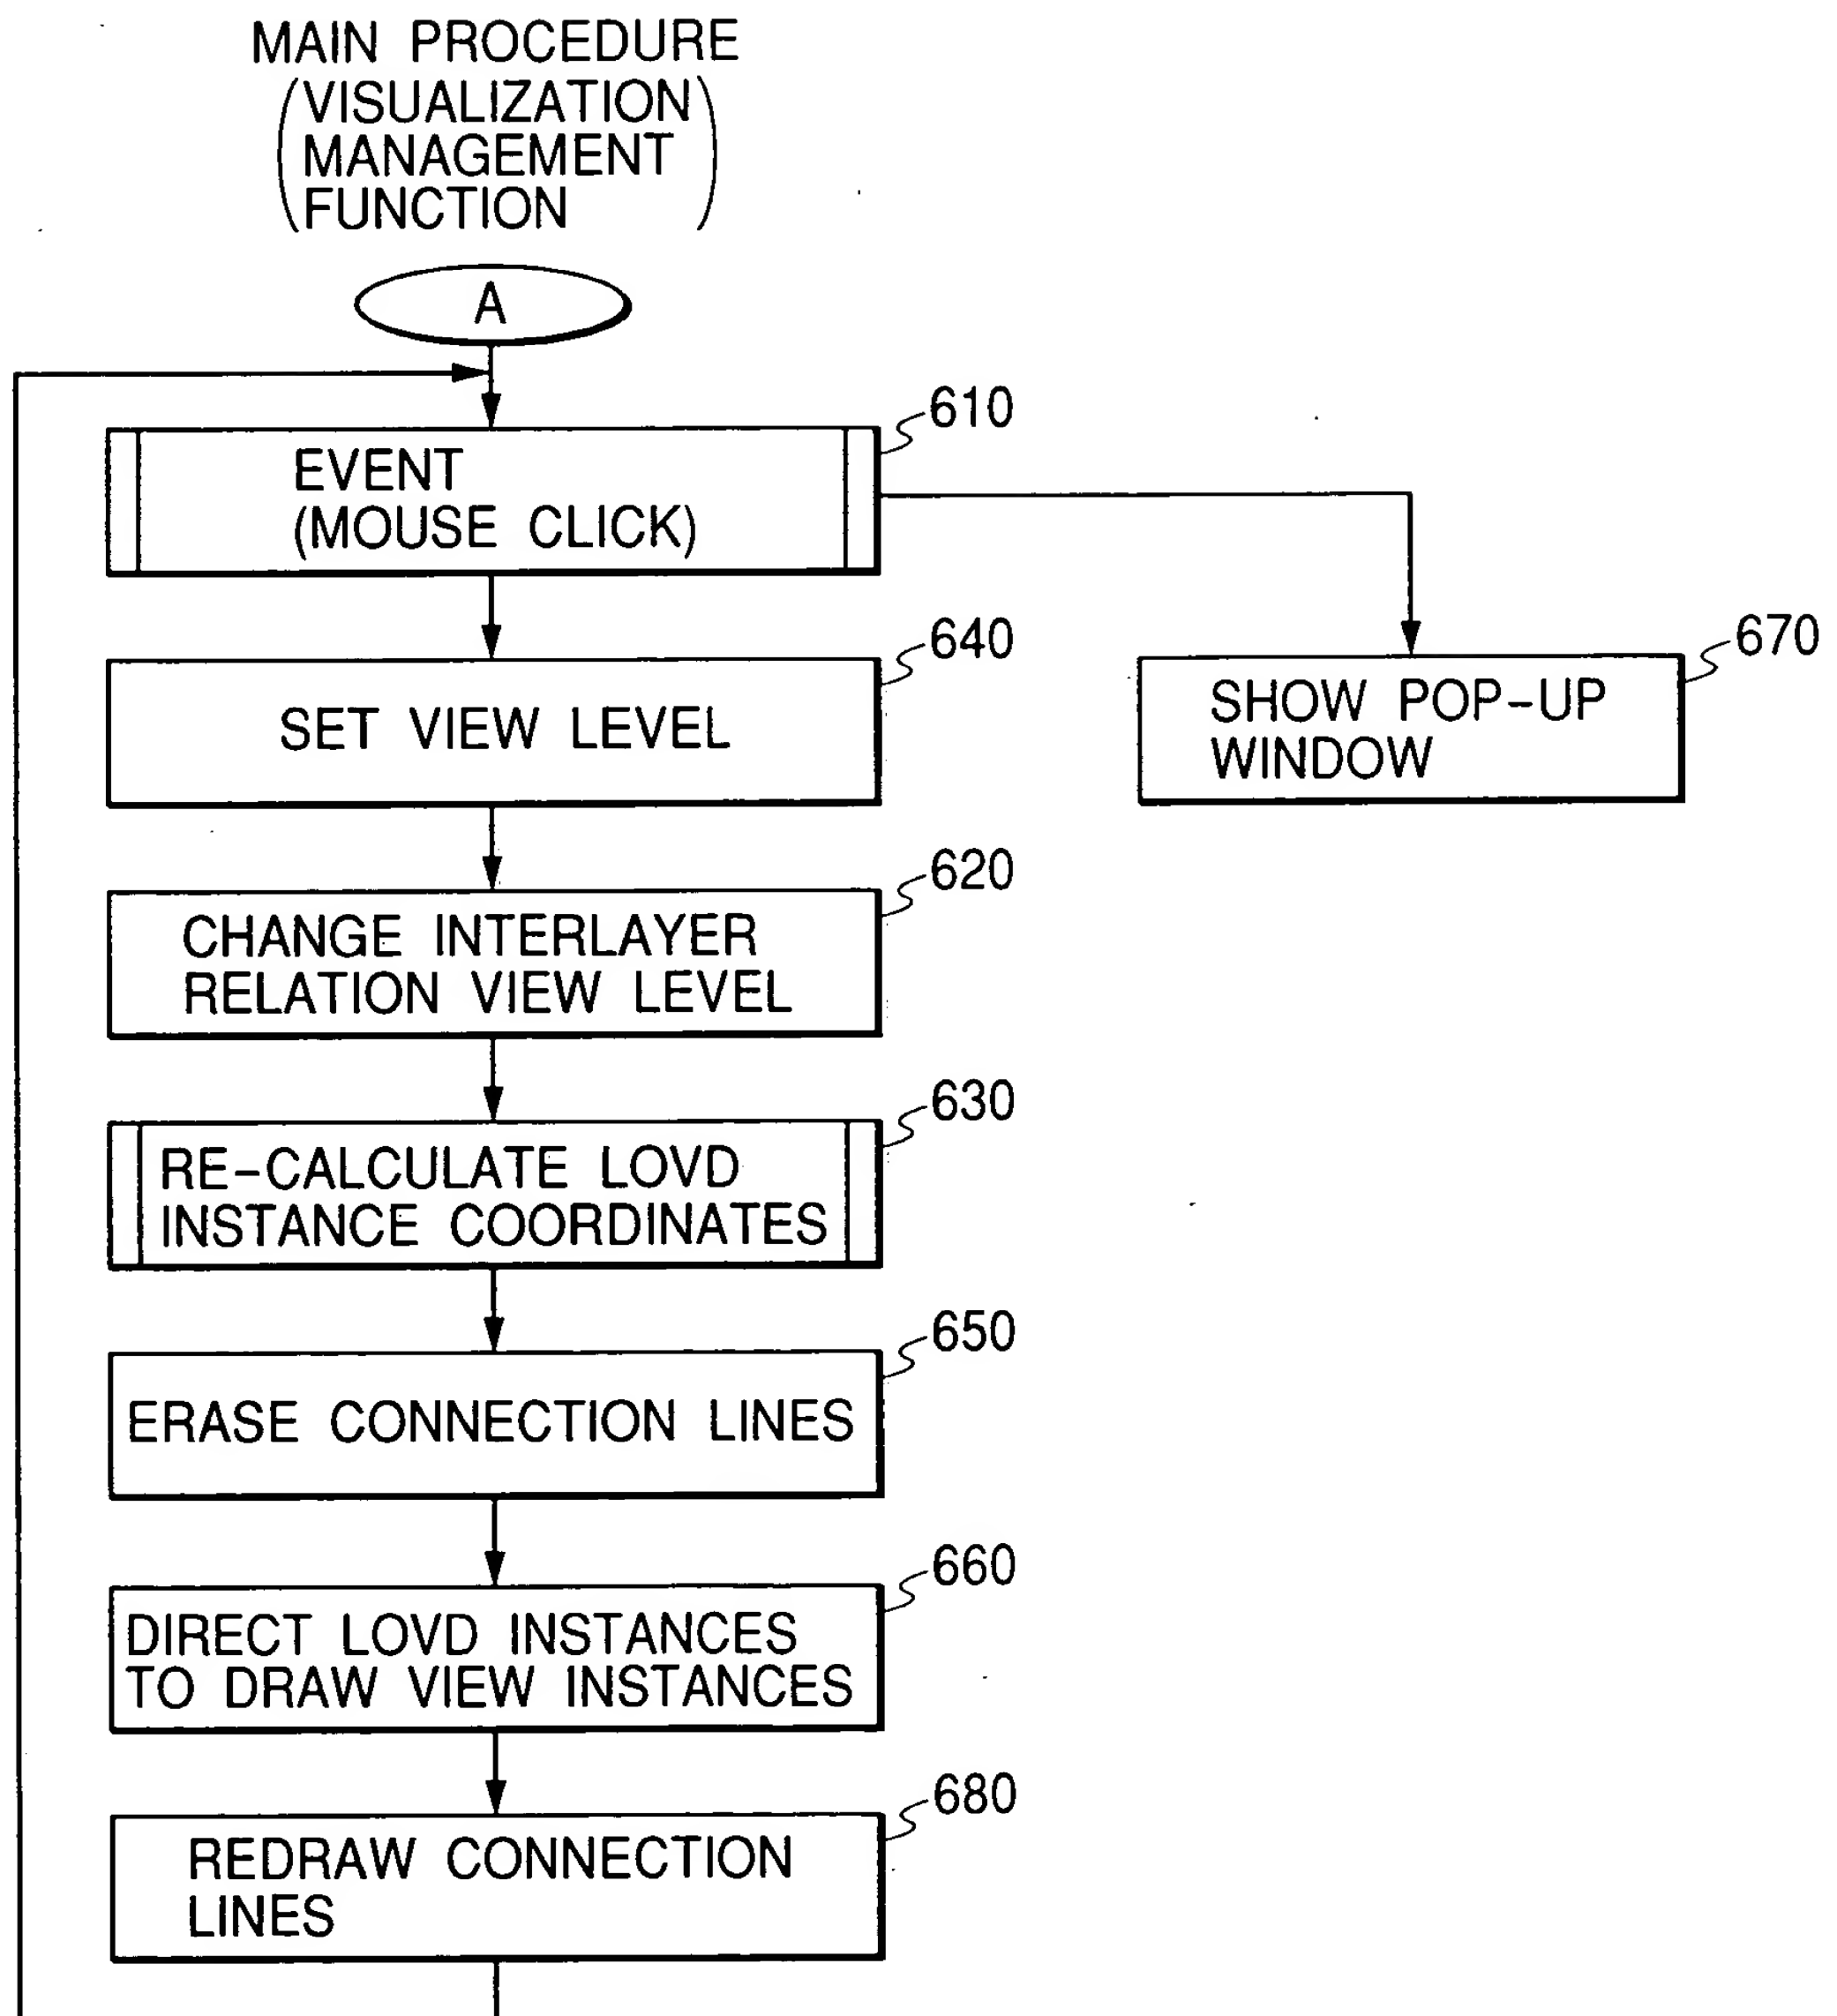 MAIN PROCEDURE
(VISUALIZATION
MANAGEMENT
FUNCTION)
A
610
EVENT
(MOUSE CLICK)
640
SET VIEW LEVEL
670
SHOW POP-UP
WINDOW
620
CHANGE INTERLAYER
RELATION VIEW LEVEL
630
RE-CALCULATE LOVD
INSTANCE COORDINATES
650
ERASE CONNECTION LINES
660
DIRECT LOVD INSTANCES
TO DRAW VIEW INSTANCES
680
REDRAW CONNECTION
LINES